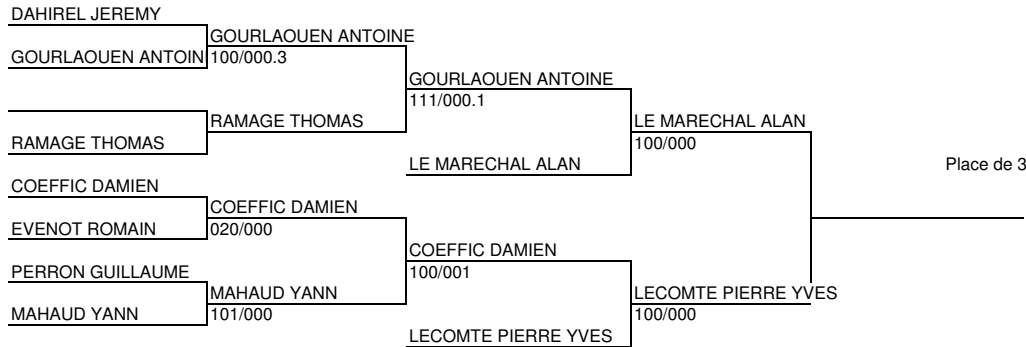 DAHIREL JEREMY
GOURLAOUEN ANTOINE
GOURLAOUEN ANTOIN
100/000.3
GOURLAOUEN ANTOINE
111/000.1
RAMAGE THOMAS
LE MARECHAL ALAN
RAMAGE THOMAS
100/000
LE MARECHAL ALAN
Place de 3
COEFFIC DAMIEN
COEFFIC DAMIEN
EVENOT ROMAIN
020/000
COEFFIC DAMIEN
PERRON GUILLAUME
100/001
MAHAUD YANN
LECOMTE PIERRE YVES
MAHAUD YANN
101/000
100/000
LECOMTE PIERRE YVES